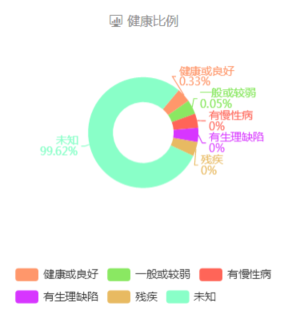 健康比例
健康或良好
0.33%
一般或较弱
0.05%
有慢性病
0%
有生理缺陷
0%
残疾
0%
未知
99.62%
健康或良好 一般或较弱 有慢性病
有生理缺陷 残疾 未知